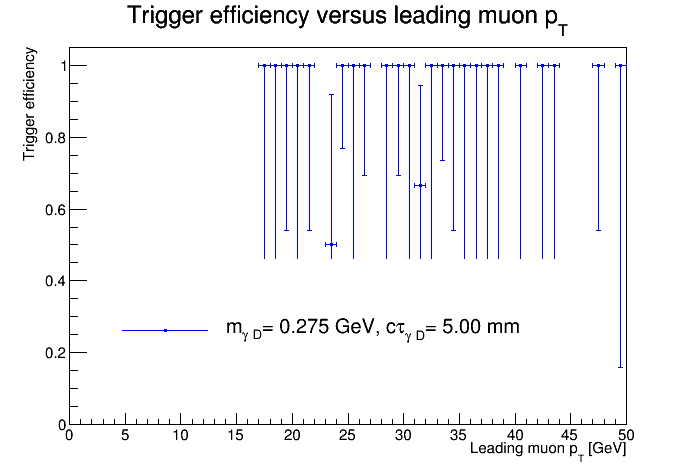 Trigger efficiency versus leading muon p_T
Trigger efficiency
1
0.8
0.6
0.4
0.2
0
m_γ D= 0.275 GeV, cτ_γ D= 5.00 mm
0 5 10 15 20 25 30 35 40 45 50
Leading muon p_T [GeV]